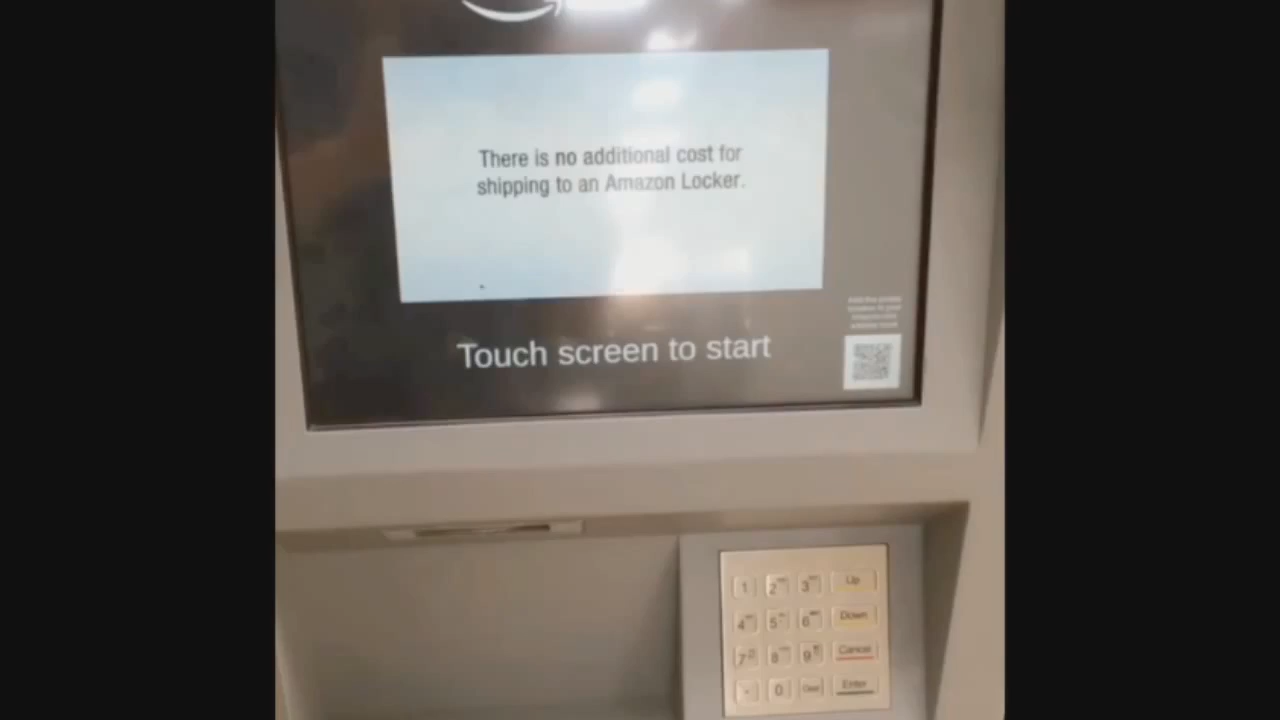 There is no additional cost for
shipping to an Amazon Locker.
Touch screen to start
1 2 3 Up
4 5 6 Down
7 8 9 Cancel
0 Clear Enter